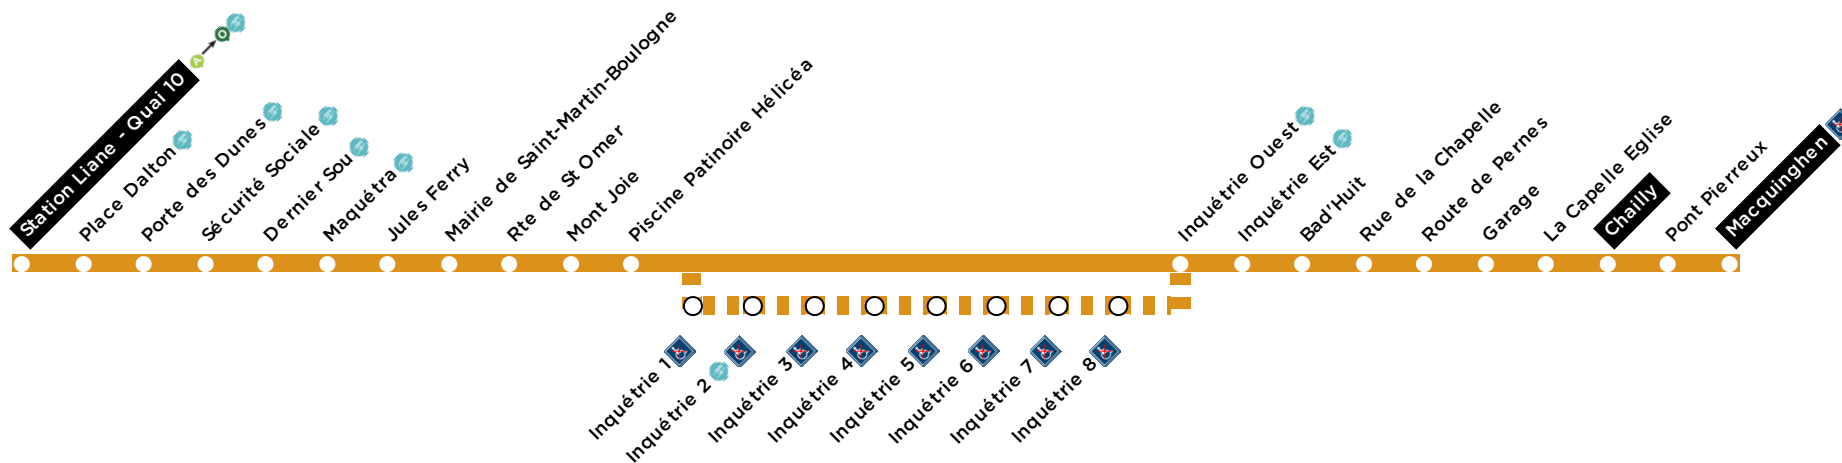 Station Liane - Quai 10
A
O
Place Dalton
Porte des Dunes
Sécurité Sociale
Dernier Sou
Maquétra
Jules Ferry
Mairie de Saint-Martin-Boulogne
Rte de St Omer
Mont Joie
Piscine Patinoire Hélicéa
Inquétrie Ouest
Inquétrie Est
Bad'Huit
Rue de la Chapelle
Route de Pernes
Garage
La Capelle Eglise
Chailly
Pont Pierreux
Macquinghen
Inquétrie 1
Inquétrie 2
Inquétrie 3
Inquétrie 4
Inquétrie 5
Inquétrie 6
Inquétrie 7
Inquétrie 8